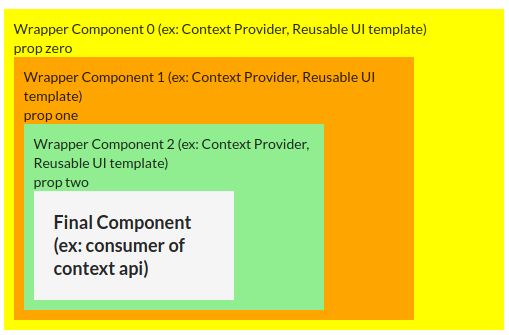 Wrapper Component 0 (ex: Context Provider, Reusable UI template)
prop zero
Wrapper Component 1 (ex: Context Provider, Reusable UI
template)
prop one
Wrapper Component 2 (ex: Context Provider,
Reusable UI template)
prop two
Final Component
(ex: consumer of
context api)